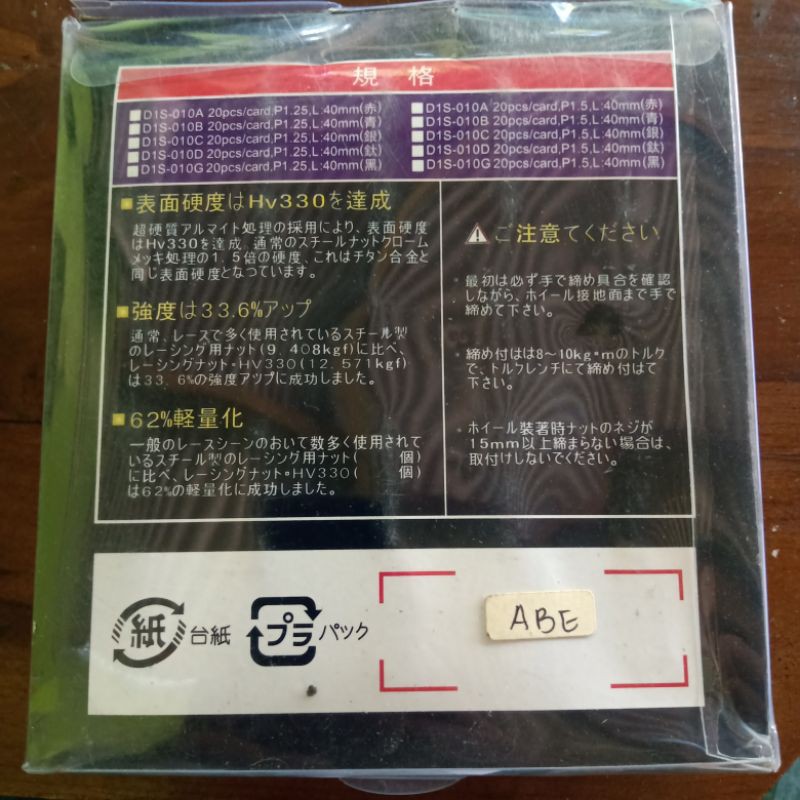 規 格
■D1S-010A 20pcs/card,P1.25,L:40mm(赤)
■D1S-010B 20pcs/card,P1.25,L:40mm(青)
■D1S-010C 20pcs/card,P1.25,L:40mm(銀)
■D1S-010D 20pcs/card,P1.25,L:40mm(鈦)
■D1S-010G 20pcs/card,P1.25,L:40mm(黑)
■D1S-010A 20pcs/card,P1.5,L:40mm(赤)
■D1S-010B 20pcs/card,P1.5,L:40mm(青)
■D1S-010C 20pcs/card,P1.5,L:40mm(銀)
■D1S-010D 20pcs/card,P1.5,L:40mm(鈦)
■D1S-010G 20pcs/card,P1.5,L:40mm(黑)
■表面硬度はHv330を達成
超硬質アルマイト処理の採用により、表面硬度
はHv330を達成。通常のスチールナットクローム
メッキ処理の1.5倍の硬度、これはチタン合金と
同じ表面硬度となっています。
■強度は33.6%アップ
通常、レースで多く使用されているスチール製
のレーシング用ナット(9.408kgf)に比べ、
レーシングナット・HV330(12.571kgf)
は33.6%の強度アップに成功しました。
■62%軽量化
一般のレースシーンのおいて数多く使用されて
いるスチール製のレーシング用ナット( 個)
に比べ、レーシングナット・HV330( 個)
は62%の軽量化に成功しました。
ご注意てください
・最初は必ず手で締め具合を確認
しながら、ホイール接地面まで手で
締めて下さい。
・締め付はは8〜10kg・mのトルク
で、トルクレンチにて締め付はて
下さい。
・ホイール装著時ナットのネジが
15mm以上締まらない場合は、
取付けしないでください。
紙 台紙 プラ パック
ABE